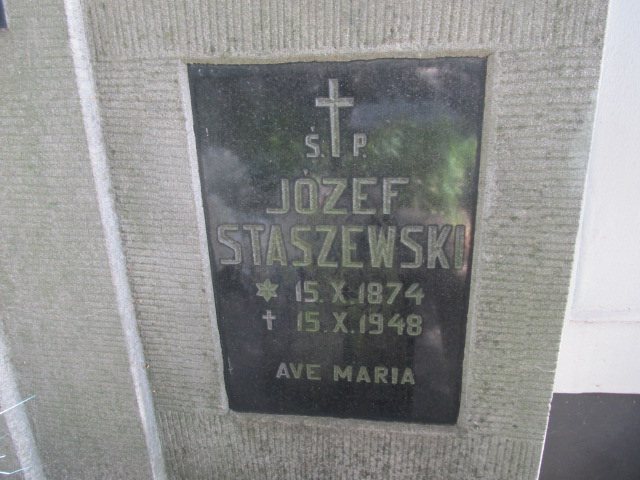 Ś. P.
JÓZEF
STASZEWSKI
* 15.X.1874
† 15.X.1948
AVE MARIA